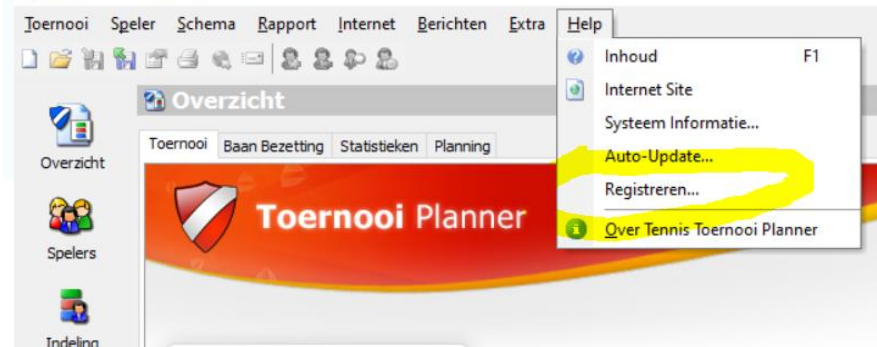 Toernooi Speler Schema Rapport Internet Berichten Extra Help
Inhoud F1
Internet Site
Systeem Informatie...
Auto-Update...
Registreren...
Over Tennis Toernooi Planner
Overzicht
Toernooi Baan Bezetting Statistieken Planning
Toernooi Planner
Overzicht
Spelers
Indeling